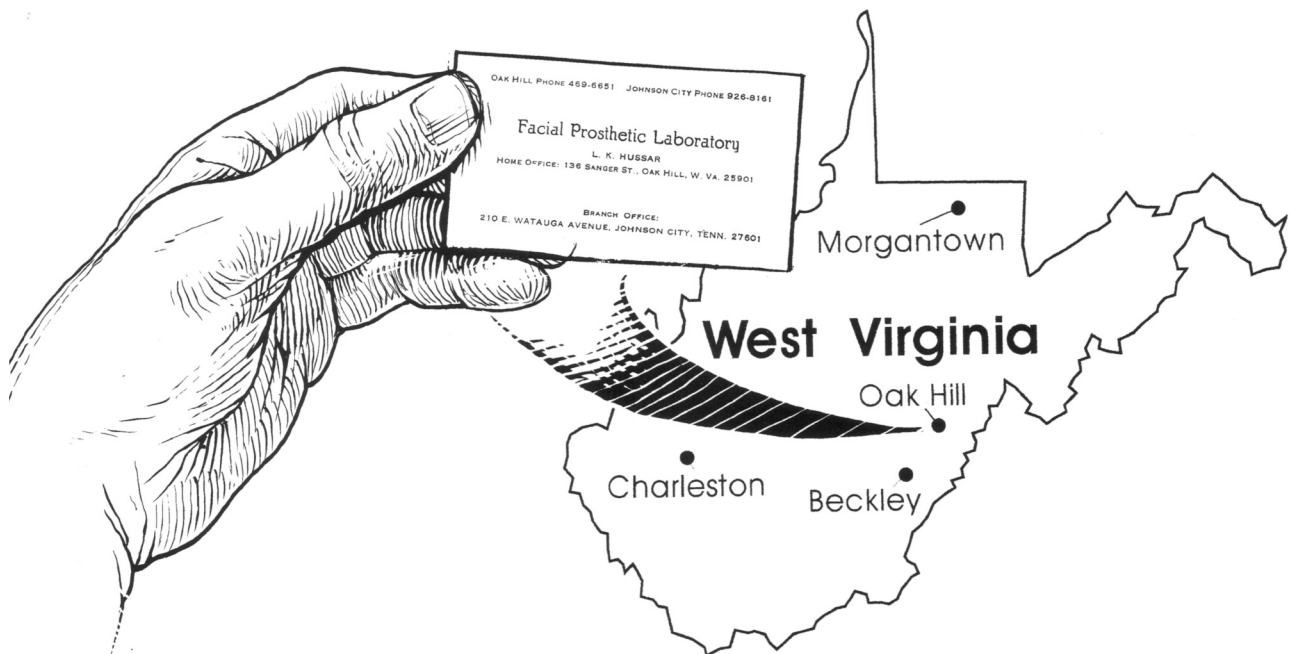 OAK HILL PHONE 469-6651 JOHNSON CITY PHONE 926-8161
Facial Prosthetic Laboratory
L. K. HUSSAR
HOME OFFICE: 136 SANGER ST., OAK HILL, W. VA. 25901
BRANCH OFFICE:
210 E. WATAUGA AVENUE, JOHNSON CITY, TENN. 27601
Morgantown
West Virginia
Oak Hill
Charleston
Beckley